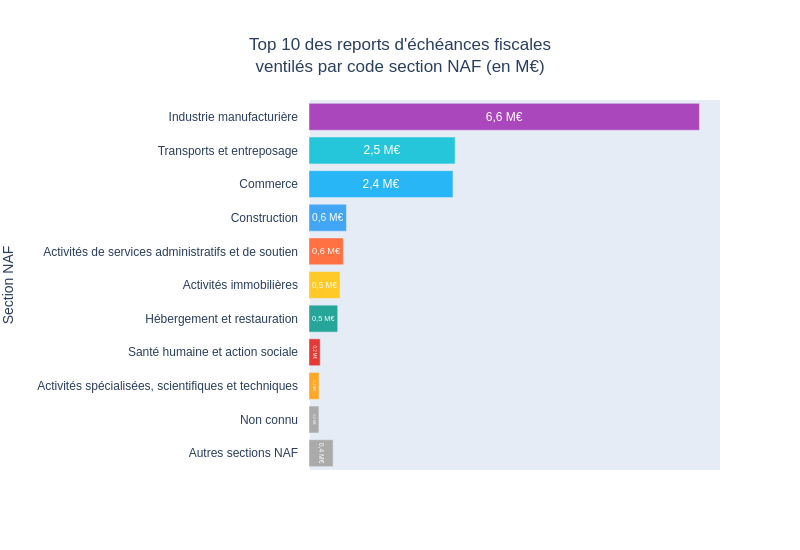 Top 10 des reports d'échéances fiscales
ventilés par code section NAF (en M€)
Section NAF
Industrie manufacturière 6,6 M€
Transports et entreposage 2,5 M€
Commerce 2,4 M€
Construction 0,6 M€
Activités de services administratifs et de soutien 0,6 M€
Activités immobilières 0,5 M€
Hébergement et restauration 0,5 M€
Santé humaine et action sociale 0,2 M€
Activités spécialisées, scientifiques et techniques
Non connu
Autres sections NAF 0,4 M€